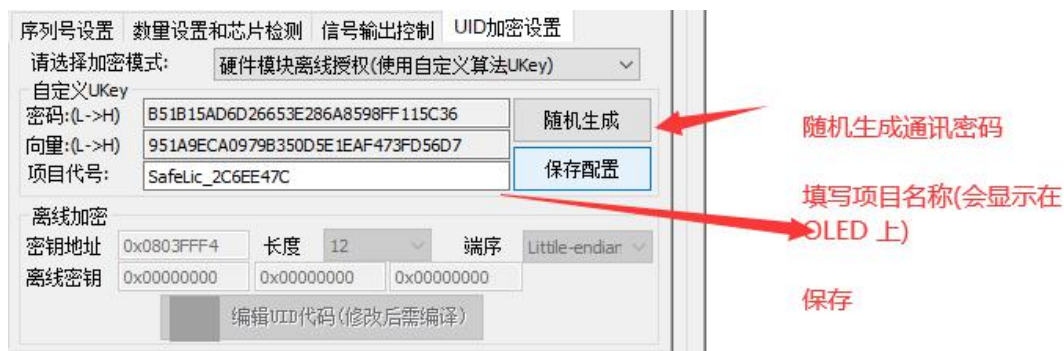 序列号设置 数量设置和芯片检测 信号输出控制 UID加密设置
请选择加密模式: 硬件模块离线授权(使用自定义算法UKey)
自定义UKey
密码:(L->H) B51B15AD6D26653E286A8598FF115C36 随机生成
向量:(L->H) 951A9ECA0979B350D5E1EAF473FD56D7
项目代号: SafeLic_2C6EE47C 保存配置
离线加密
密钥地址 0x0803FFF4 长度 12 端序 Little-endian
离线密钥 0x00000000 0x00000000 0x00000000
编辑UID代码(修改后需编译)
随机生成通讯密码
填写项目名称(会显示在
OLED 上)
保存